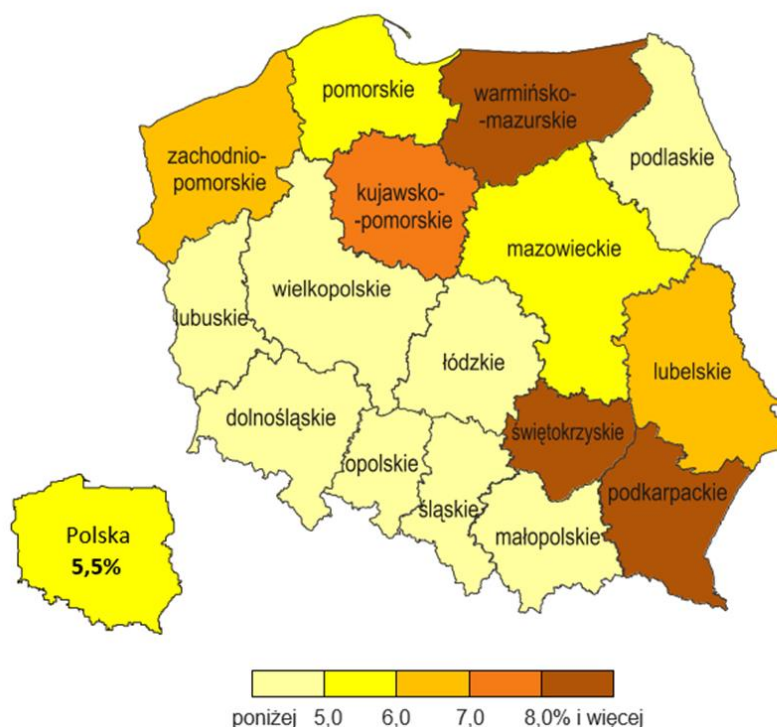 pomorskie
warmińsko-
-mazurskie
zachodnio-
pomorskie
kujawsko-
-pomorskie
podlaskie
mazowieckie
wielkopolskie
lubuskie
łódzkie
lubelskie
dolnośląskie
opolskie
śląskie
świętokrzyskie
podkarpackie
małopolskie
Polska
5,5%
poniżej 5,0 6,0 7,0 8,0% i więcej